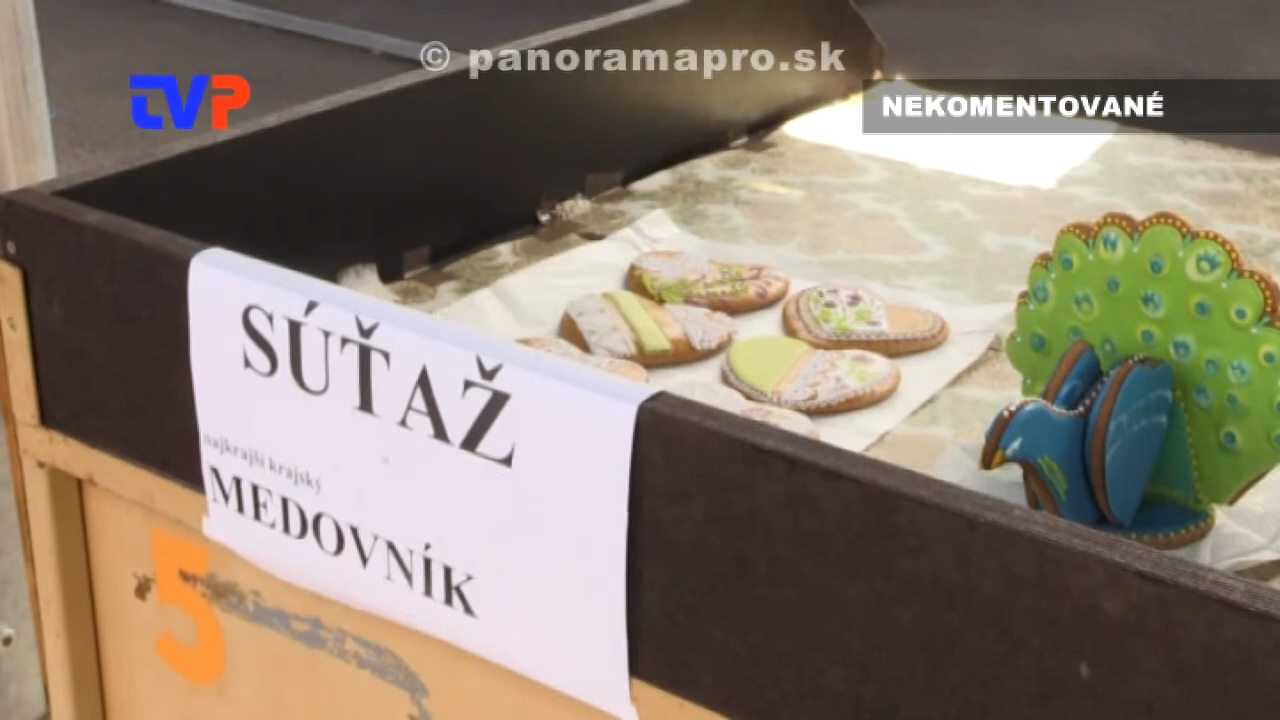 © panoramapro.sk
TVP
NEKOMENTOVANÉ
SÚŤAŽ
najkrajší krajský
MEDOVNÍK
5